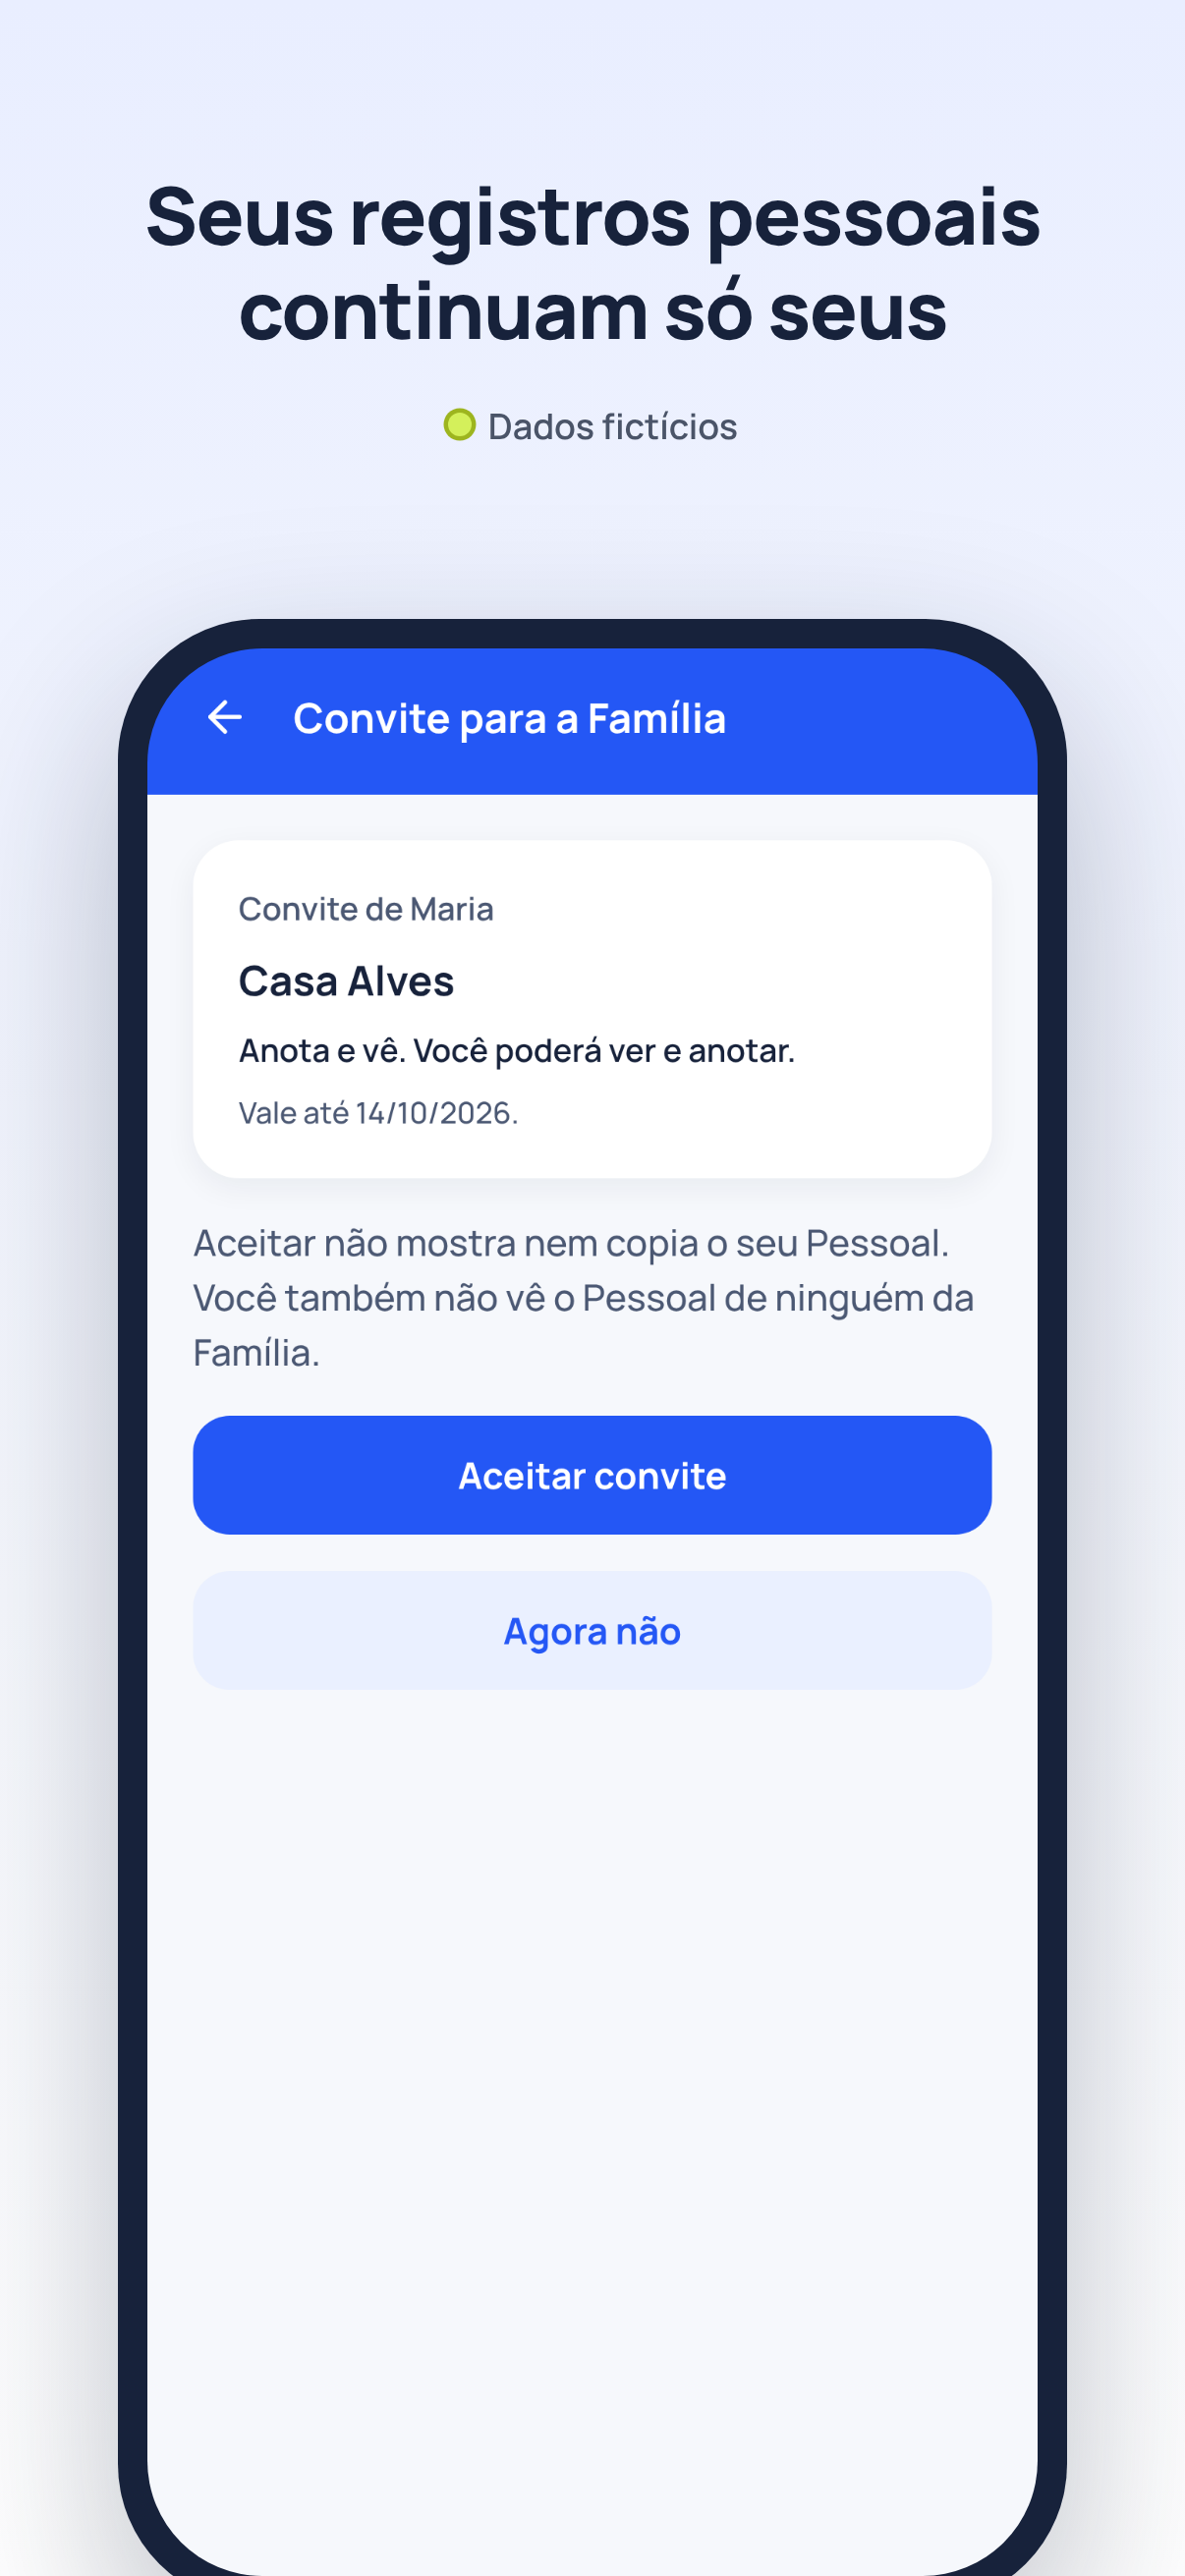 Seus registros pessoais
continuam só seus
Dados fictícios
Convite para a Família
Convite de Maria
Casa Alves
Anota e vê. Você poderá ver e anotar.
Vale até 14/10/2026.
Aceitar não mostra nem copia o seu Pessoal.
Você também não vê o Pessoal de ninguém da
Família.
Aceitar convite
Agora não